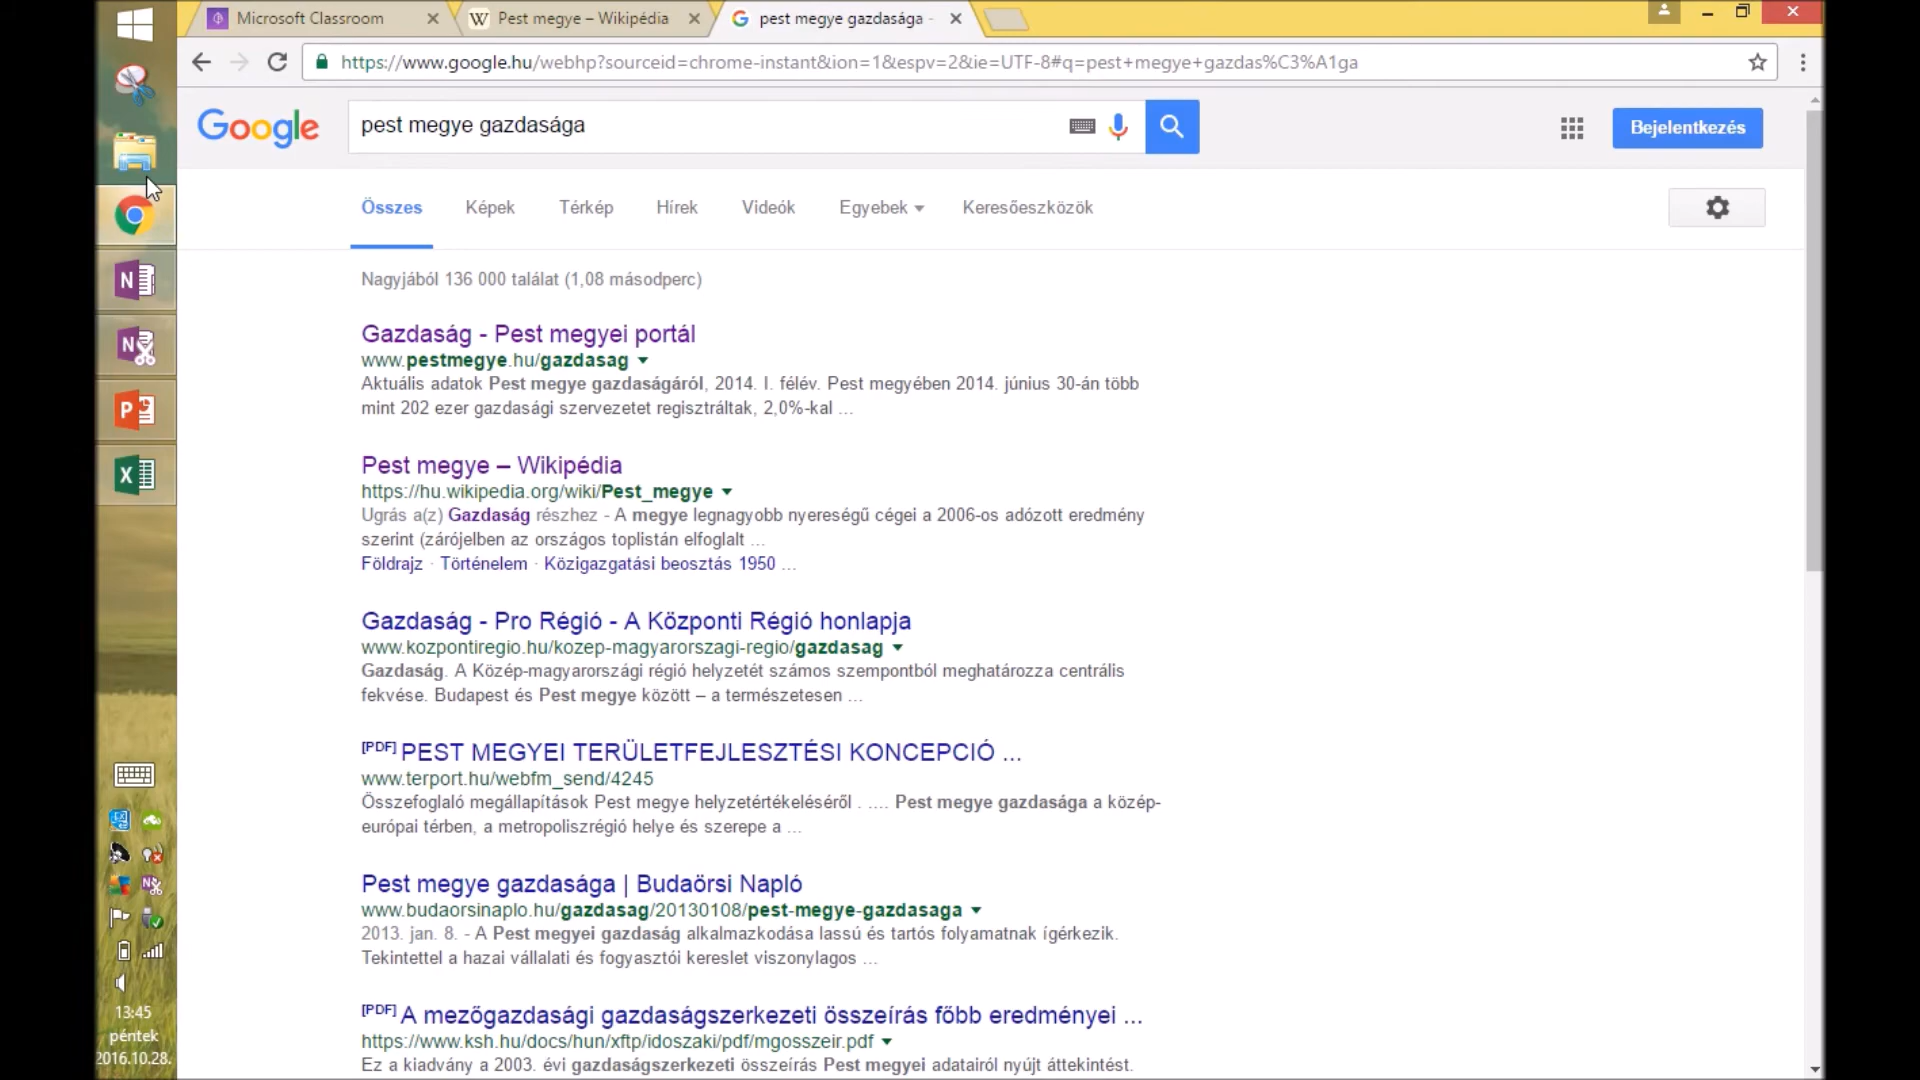 Microsoft Classroom
Pest megye – Wikipédia
pest megye gazdasága -
https://www.google.hu/webhp?sourceid=chrome-instant&ion=1&espv=2&ie=UTF-8#q=pest+megye+gazdas%C3%A1ga
Google
pest megye gazdasága
Bejelentkezés
Összes Képek Térkép Hírek Videók Egyebek Keresőeszközök
Nagyjából 136 000 találat (1,08 másodperc)
Gazdaság - Pest megyei portál
www.pestmegye.hu/gazdasag
Aktuális adatok Pest megye gazdaságáról, 2014. I. félév. Pest megyében 2014. június 30-án több
mint 202 ezer gazdasági szervezetet regisztráltak, 2,0%-kal ...
Pest megye – Wikipédia
https://hu.wikipedia.org/wiki/Pest_megye
Ugrás a(z) Gazdaság részhez - A megye legnagyobb nyereségű cégei a 2006-os adózott eredmény
szerint (zárójelben az országos toplistán elfoglalt ...
Földrajz · Történelem · Közigazgatási beosztás 1950 ...
Gazdaság - Pro Régió - A Központi Régió honlapja
www.kozpontiregio.hu/kozep-magyarorszagi-regio/gazdasag
Gazdaság. A Közép-magyarországi régió helyzetét számos szempontból meghatározza centrális
fekvése. Budapest és Pest megye között – a természetesen ...
[PDF] PEST MEGYEI TERÜLETFEJLESZTÉSI KONCEPCIÓ ...
www.terport.hu/webfm_send/4245
Összefoglaló megállapítások Pest megye helyzetértékeléséről . .... Pest megye gazdasága a közép-
európai térben, a metropoliszrégió helye és szerepe a ...
Pest megye gazdasága | Budaörsi Napló
www.budaorsinaplo.hu/gazdasag/20130108/pest-megye-gazdasaga
2013. jan. 8. - A Pest megyei gazdaság alkalmazkodása lassú és tartós folyamatnak ígérkezik.
Tekintettel a hazai vállalati és fogyasztói kereslet viszonylagos ...
[PDF] A mezőgazdasági gazdaságszerkezeti összeírás főbb eredményei ...
https://www.ksh.hu/docs/hun/xftp/idoszaki/pdf/mgosszeir.pdf
Ez a kiadvány a 2003. évi gazdaságszerkezeti összeírás Pest megyei adatairól nyújt áttekintést.
13:45
péntek
2016.10.28.